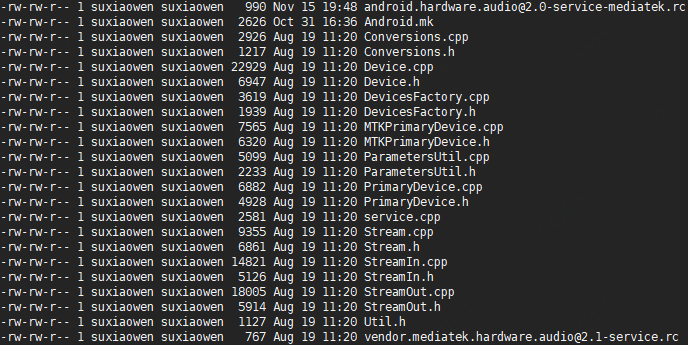 -rw-rw-r-- 1 suxiaowen suxiaowen 990 Nov 15 19:48 android.hardware.audio@2.0-service-mediatek.rc
-rw-rw-r-- 1 suxiaowen suxiaowen 2626 Oct 31 16:36 Android.mk
-rw-rw-r-- 1 suxiaowen suxiaowen 2926 Aug 19 11:20 Conversions.cpp
-rw-rw-r-- 1 suxiaowen suxiaowen 1217 Aug 19 11:20 Conversions.h
-rw-rw-r-- 1 suxiaowen suxiaowen 22929 Aug 19 11:20 Device.cpp
-rw-rw-r-- 1 suxiaowen suxiaowen 6947 Aug 19 11:20 Device.h
-rw-rw-r-- 1 suxiaowen suxiaowen 3619 Aug 19 11:20 DevicesFactory.cpp
-rw-rw-r-- 1 suxiaowen suxiaowen 1939 Aug 19 11:20 DevicesFactory.h
-rw-rw-r-- 1 suxiaowen suxiaowen 7565 Aug 19 11:20 MTKPrimaryDevice.cpp
-rw-rw-r-- 1 suxiaowen suxiaowen 6320 Aug 19 11:20 MTKPrimaryDevice.h
-rw-rw-r-- 1 suxiaowen suxiaowen 5099 Aug 19 11:20 ParametersUtil.cpp
-rw-rw-r-- 1 suxiaowen suxiaowen 2233 Aug 19 11:20 ParametersUtil.h
-rw-rw-r-- 1 suxiaowen suxiaowen 6882 Aug 19 11:20 PrimaryDevice.cpp
-rw-rw-r-- 1 suxiaowen suxiaowen 4928 Aug 19 11:20 PrimaryDevice.h
-rw-rw-r-- 1 suxiaowen suxiaowen 2581 Aug 19 11:20 service.cpp
-rw-rw-r-- 1 suxiaowen suxiaowen 9355 Aug 19 11:20 Stream.cpp
-rw-rw-r-- 1 suxiaowen suxiaowen 6861 Aug 19 11:20 Stream.h
-rw-rw-r-- 1 suxiaowen suxiaowen 14821 Aug 19 11:20 StreamIn.cpp
-rw-rw-r-- 1 suxiaowen suxiaowen 5126 Aug 19 11:20 StreamIn.h
-rw-rw-r-- 1 suxiaowen suxiaowen 18005 Aug 19 11:20 StreamOut.cpp
-rw-rw-r-- 1 suxiaowen suxiaowen 5914 Aug 19 11:20 StreamOut.h
-rw-rw-r-- 1 suxiaowen suxiaowen 1127 Aug 19 11:20 Util.h
-rw-rw-r-- 1 suxiaowen suxiaowen 767 Aug 19 11:20 vendor.mediatek.hardware.audio@2.1-service.rc